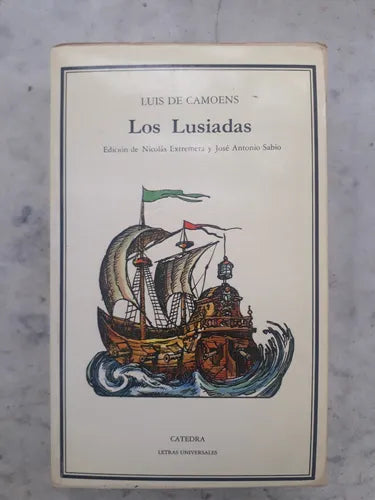 LUIS DE CAMOENS
Los Lusiadas
Edición de Nicolás Extremera y José Antonio Sabio
CATEDRA
LETRAS UNIVERSALES